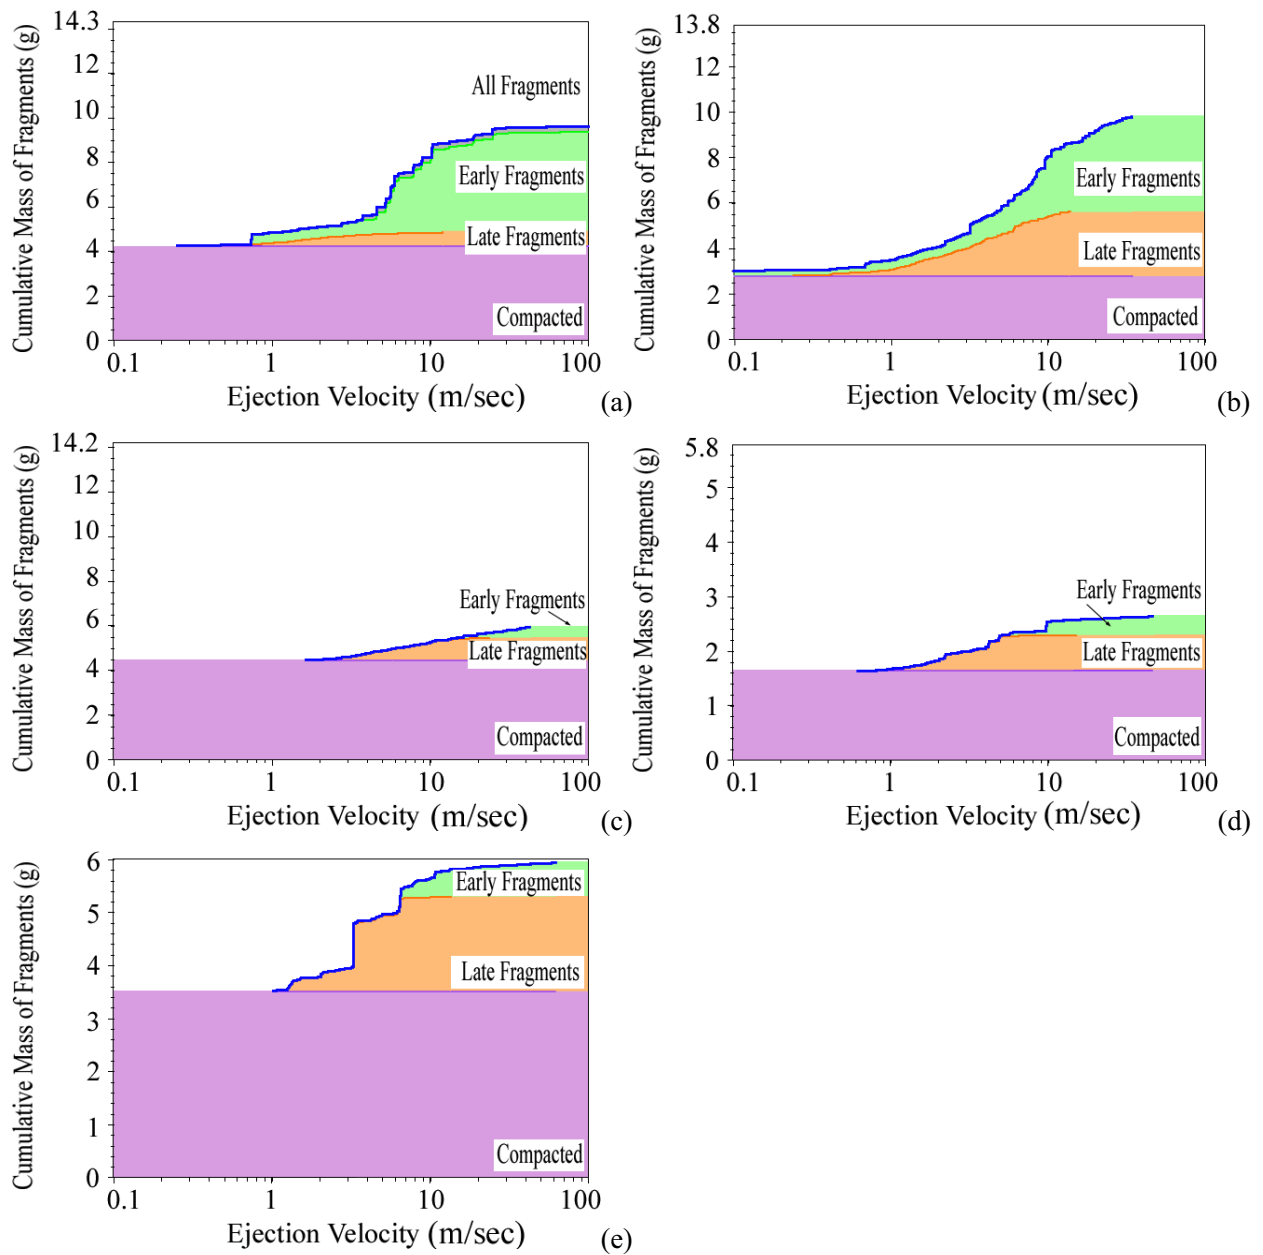 Cumulative Mass of Fragments (g)
14.3
12
10
8
6
4
2
0
All Fragments
Early Fragments
Late Fragments
Compacted
0.1 1 10 100
Ejection Velocity (m/sec)
(a)
Cumulative Mass of Fragments (g)
13.8
12
10
8
6
4
2
0
Early Fragments
Late Fragments
Compacted
0.1 1 10 100
Ejection Velocity (m/sec)
(b)
Cumulative Mass of Fragments (g)
14.2
12
10
8
6
4
2
0
Early Fragments
Late Fragments
Compacted
0.1 1 10 100
Ejection Velocity (m/sec)
(c)
Cumulative Mass of Fragments (g)
5.8
5
4
3
2
1
0
Early Fragments
Late Fragments
Compacted
0.1 1 10 100
Ejection Velocity (m/sec)
(d)
Cumulative Mass of Fragments (g)
6
5
4
3
2
1
0
Early Fragments
Late Fragments
Compacted
0.1 1 10 100
Ejection Velocity (m/sec)
(e)